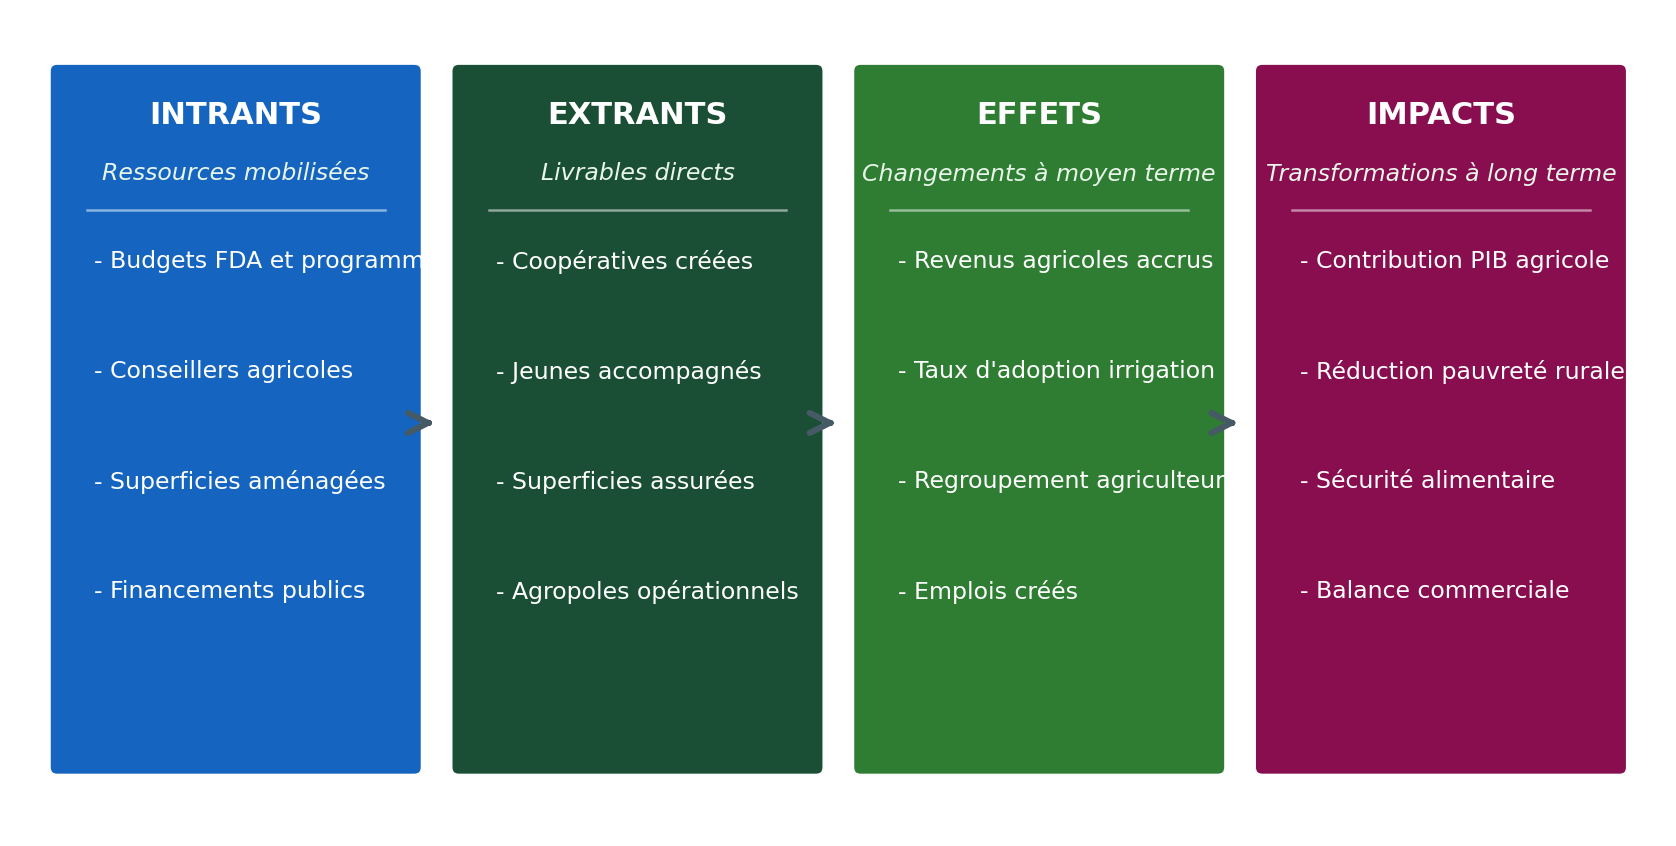 INTRANTS
Ressources mobilisées
- Budgets FDA et programm
- Conseillers agricoles
- Superficies aménagées
- Financements publics
EXTRANTS
Livrables directs
- Coopératives créées
- Jeunes accompagnés
- Superficies assurées
- Agropoles opérationnels
EFFETS
Changements à moyen terme
- Revenus agricoles accrus
- Taux d'adoption irrigation
- Regroupement agriculteur
- Emplois créés
IMPACTS
Transformations à long terme
- Contribution PIB agricole
- Réduction pauvreté rurale
- Sécurité alimentaire
- Balance commerciale